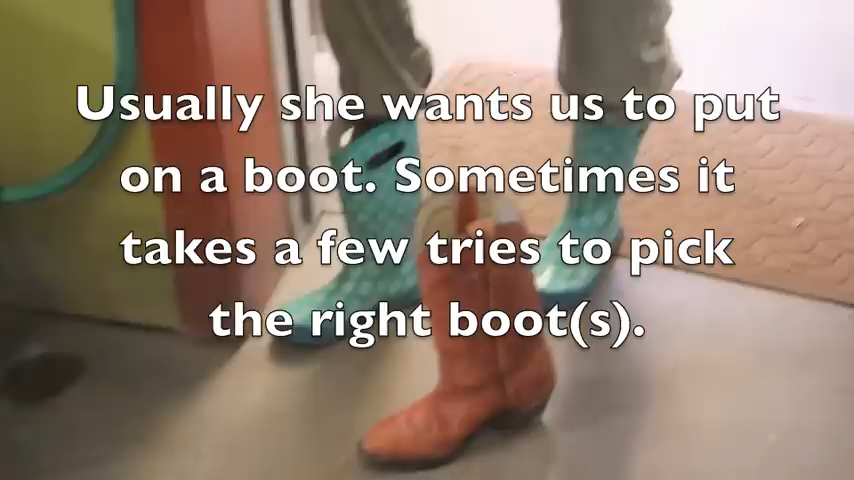 Usually she wants us to put
on a boot. Sometimes it
takes a few tries to pick
the right boot(s).